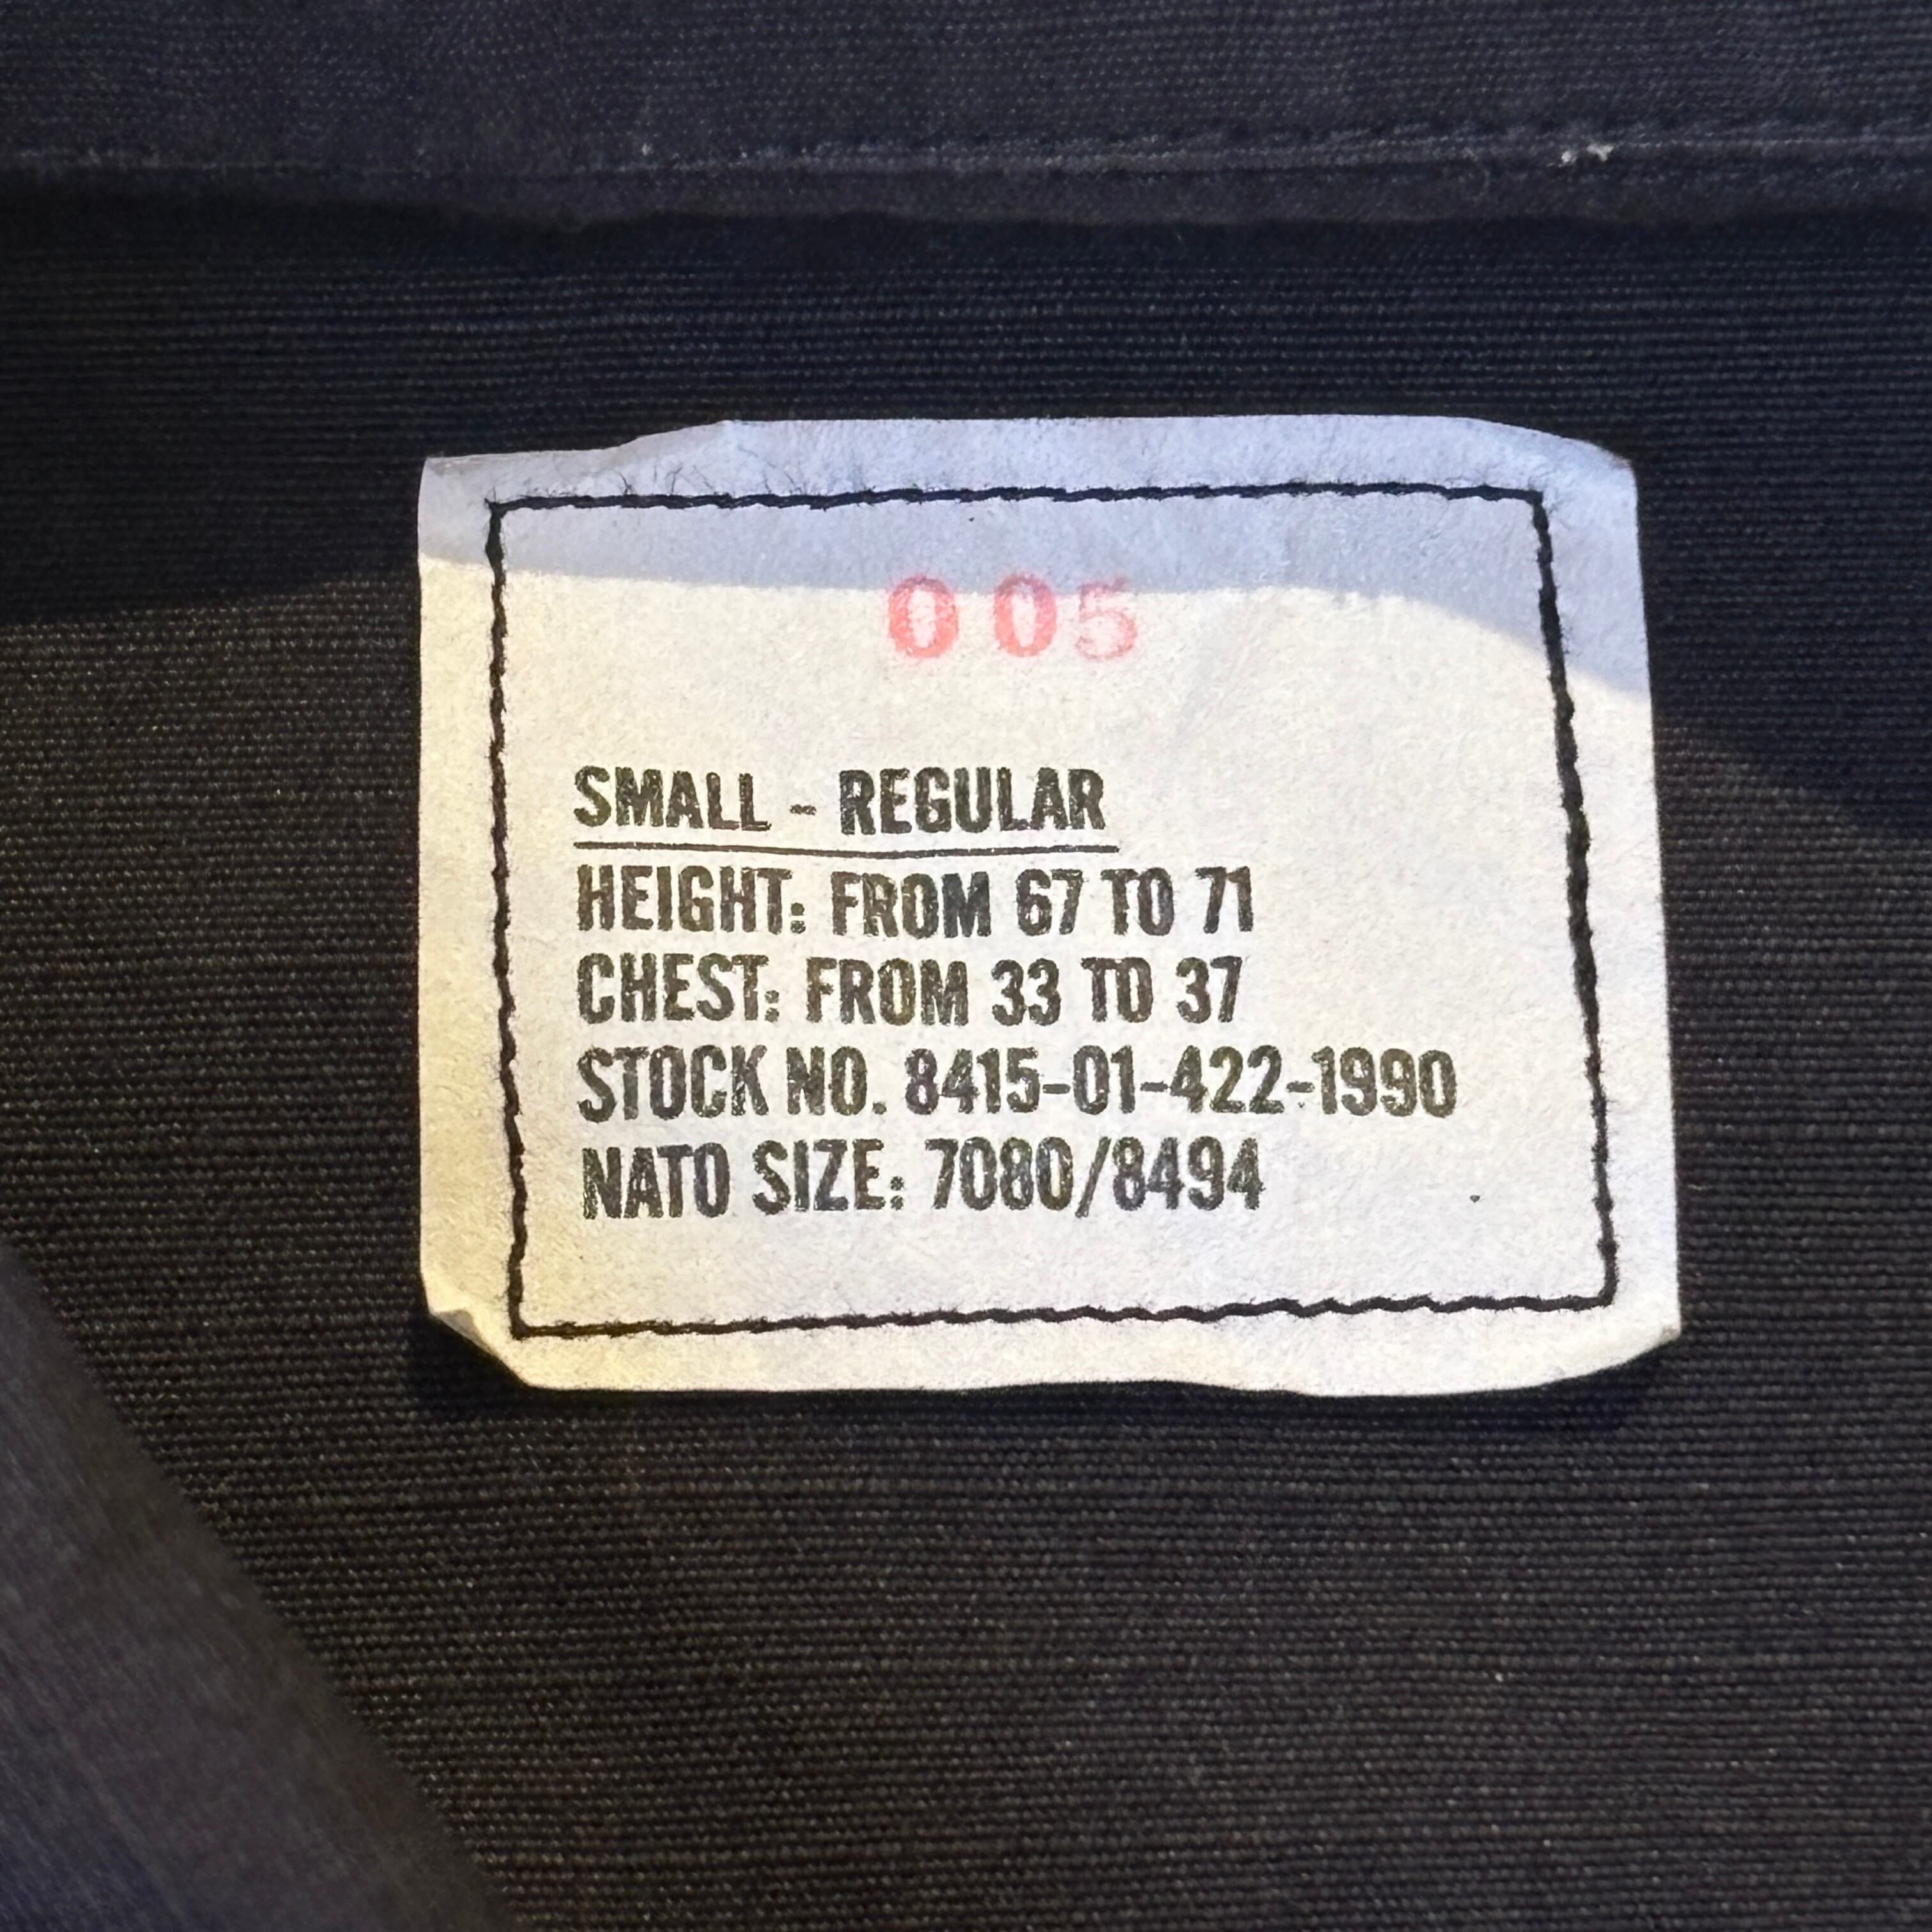 005
SMALL - REGULAR
HEIGHT: FROM 67 TO 71
CHEST: FROM 33 TO 37
STOCK NO. 8415-01-422-1990
NATO SIZE: 7080/8494